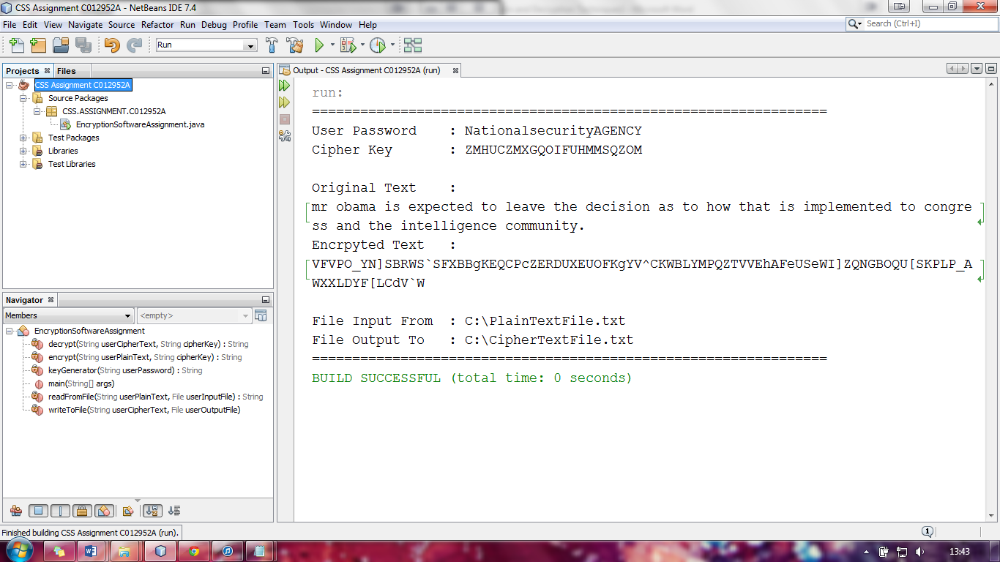 CSS Assignment C012952A - NetBeans IDE 7.4
File Edit View Navigate Source Refactor Run Debug Profile Team Tools Window Help
Search (Ctrl+I)
Run
Projects Files
CSS Assignment C012952A
Source Packages
CSS.ASSIGNMENT.C012952A
EncryptionSoftwareAssignment.java
Test Packages
Libraries
Test Libraries
Navigator
Members <empty>
EncryptionSoftwareAssignment
decrypt(String userCipherText, String cipherKey) : String
encrypt(String userPlainText, String cipherKey) : String
keyGenerator(String userPassword) : String
main(String[] args)
readFromFile(String userPlainText, File userInputFile) : String
writeToFile(String userCipherText, File userOutputFile)
Output - CSS Assignment C012952A (run)
run:
================================================================
User Password    : NationalsecurityAGENCY
Cipher Key       : ZMHUCZMXGQOIFUHMMSQZOM
Original Text    :
mr obama is expected to leave the decision as to how that is implemented to congre
ss and the intelligence community.
Encrpyted Text   :
VFVPO_YN]SBRWS`SFXBBgKEQCPcZERDUXEUOFKgYV^CKWBLYMPQZTVVEhAFeUSeWI]ZQNGBOQU[SKPLP_A
WXXLDYF[LCdV`W
File Input From  : C:\PlainTextFile.txt
File Output To   : C:\CipherTextFile.txt
================================================================
BUILD SUCCESSFUL (total time: 0 seconds)
Finished building CSS Assignment C012952A (run).
1
13:43